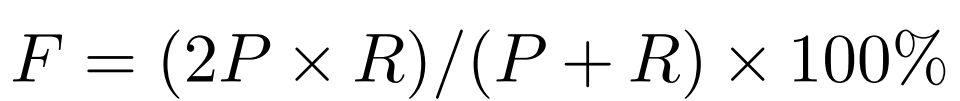 F = (2P × R)/(P + R) × 100%